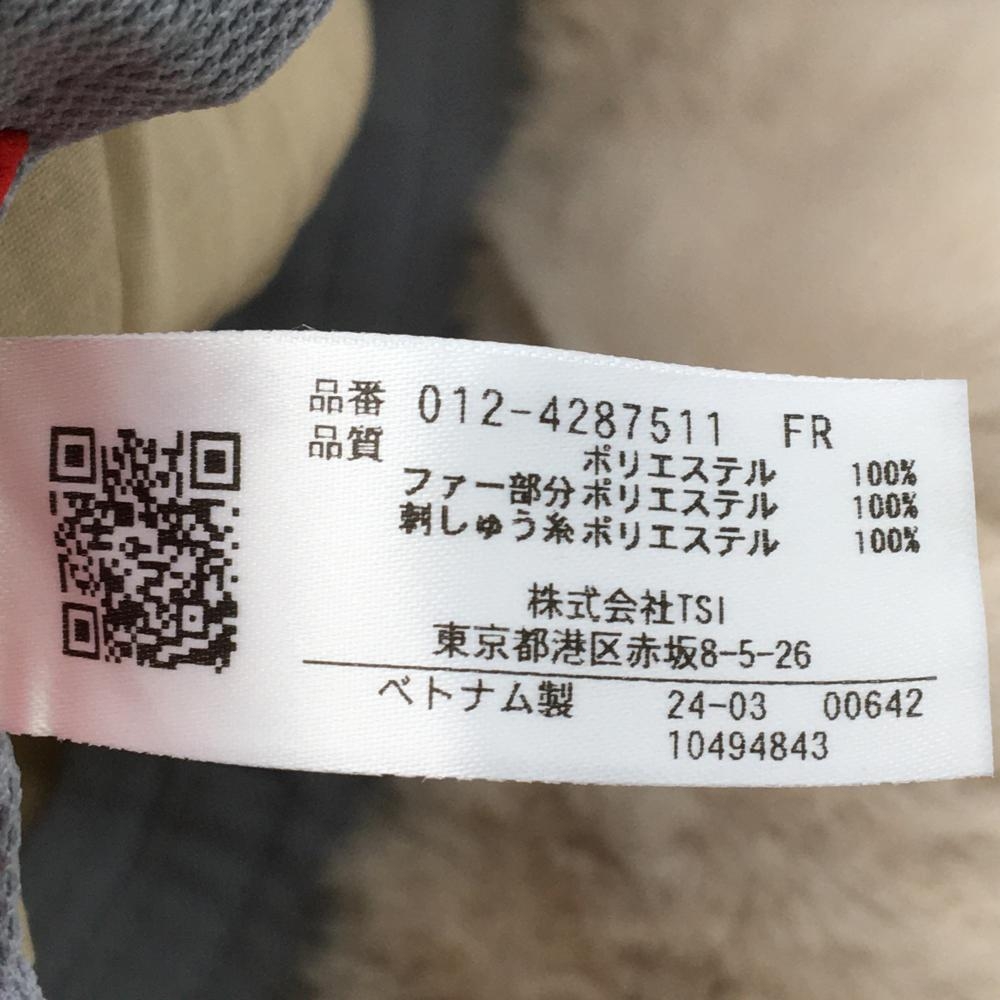 品番 012-4287511 FR
品質 ポリエステル 100%
ファー部分 ポリエステル 100%
刺しゅう糸 ポリエステル 100%
株式会社TSI
東京都港区赤坂8-5-26
ベトナム製 24-03 00642
10494843